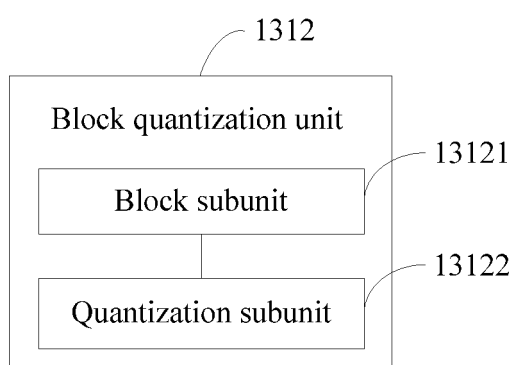 1312
Block quantization unit
13121
Block subunit
13122
Quantization subunit